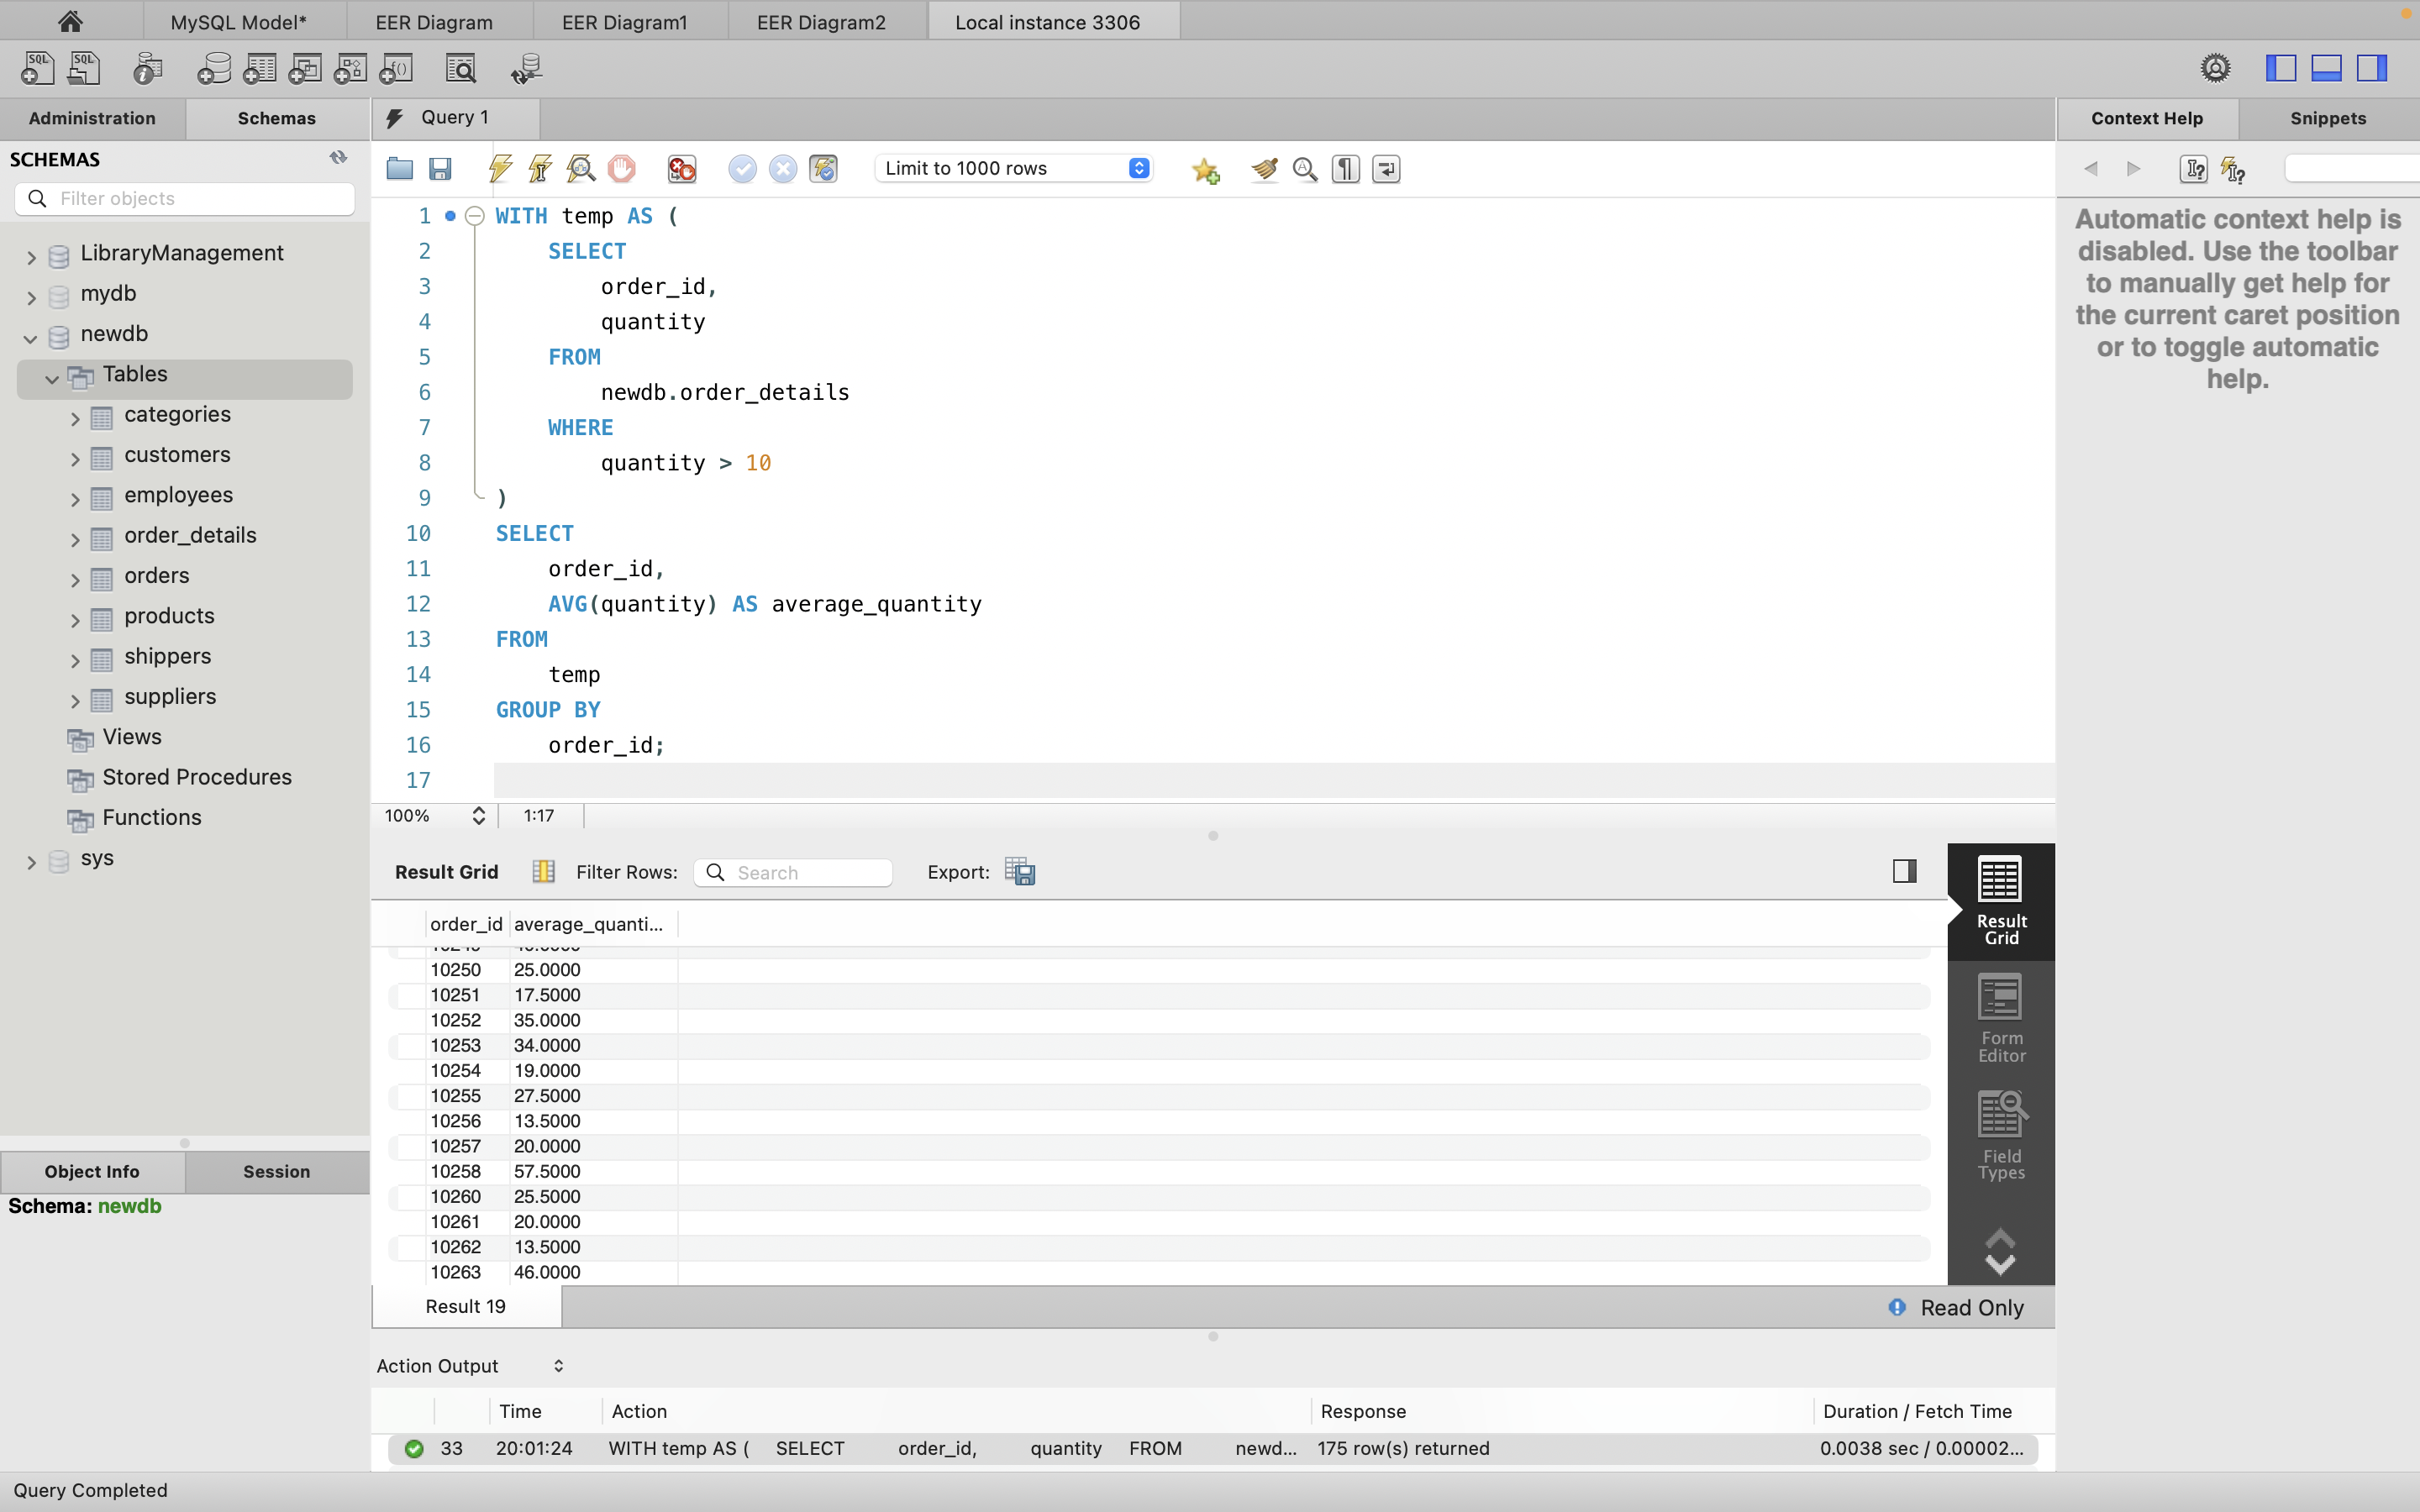 MySQL Model*
EER Diagram
EER Diagram1
EER Diagram2
Local instance 3306
Administration
Schemas
SCHEMAS
Filter objects
LibraryManagement
mydb
newdb
Tables
categories
customers
employees
order_details
orders
products
shippers
suppliers
Views
Stored Procedures
Functions
sys
Object Info
Session
Schema: newdb
Query 1
Limit to 1000 rows
1 WITH temp AS (
2 SELECT
3 order_id,
4 quantity
5 FROM
6 newdb.order_details
7 WHERE
8 quantity > 10
9 )
10 SELECT
11 order_id,
12 AVG(quantity) AS average_quantity
13 FROM
14 temp
15 GROUP BY
16 order_id;
17
100% 1:17
Result Grid Filter Rows: Search Export:
order_id average_quanti...
10250 25.0000
10251 17.5000
10252 35.0000
10253 34.0000
10254 19.0000
10255 27.5000
10256 13.5000
10257 20.0000
10258 57.5000
10260 25.5000
10261 20.0000
10262 13.5000
10263 46.0000
Result
Grid
Form
Editor
Field
Types
Result 19
Read Only
Action Output
Time Action Response Duration / Fetch Time
33 20:01:24 WITH temp AS ( SELECT order_id, quantity FROM newd... 175 row(s) returned 0.0038 sec / 0.00002...
Query Completed
Context Help
Snippets
Automatic context help is
disabled. Use the toolbar
to manually get help for
the current caret position
or to toggle automatic
help.